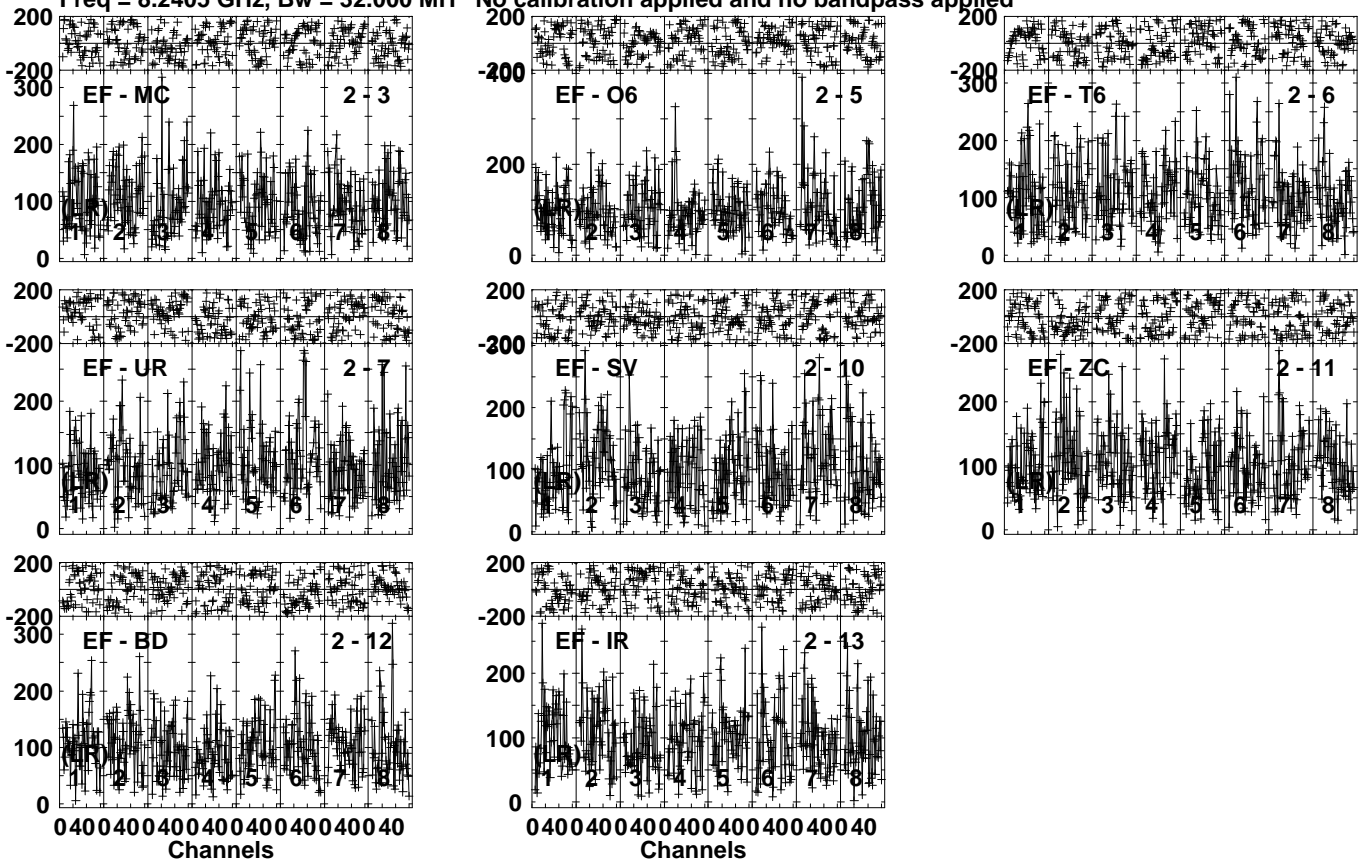 Freq = 8.2405 GHz, Bw = 32.000 MH No calibration applied and no bandpass applied
200 200 200
-200 -200 -200
300 300 300
EF - MC 2 - 3 EF - O6 2 - 5 EF - T6 2 - 6
200 200 200
100 100
(LR) (LR) (LR)
1 2 3 4 5 6 7 8 1 2 3 4 5 6 7 8 1 2 3 4 5 6 7 8
0 0 0
200 200 200
-200 -200 -200
300
EF - UR 2 - 7 EF - SV 2 - 10 EF - ZC 2 - 11
200 200 200
100 100 100
(LR) (LR) (LR)
1 2 3 4 5 6 7 8 1 2 3 4 5 6 7 8 1 2 3 4 5 6 7 8
0 0 0
200 200
-200 -200
300
EF - BD 2 - 12 EF - IR 2 - 13
200 200
100 100
(LR) (LR)
1 2 3 4 5 6 7 8 1 2 3 4 5 6 7 8
0 0
0 40 0 40 0 40 0 40 0 40 0 40 0 40 0 40 0 40 0 40 0 40 0 40 0 40 0 40 0 40 0 40
Channels Channels